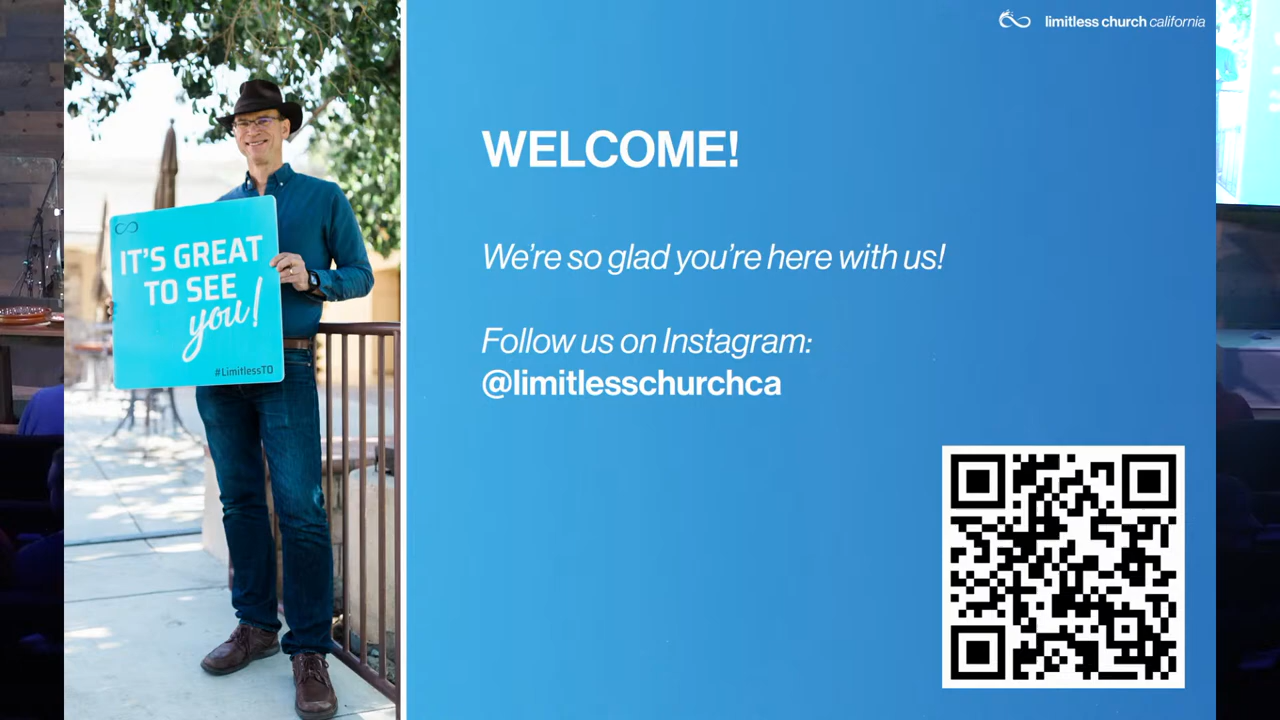 limitless church california
WELCOME!
We're so glad you're here with us!
Follow us on Instagram:
@limitlesschurchca
IT'S GREAT
TO SEE
you!
#LimitlessTO